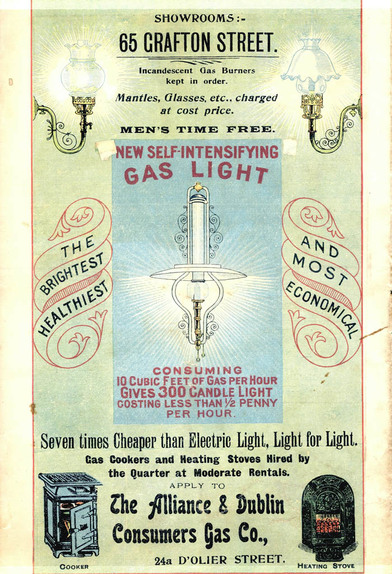 SHOWROOMS:-
65 GRAFTON STREET.
Incandescent Gas Burners
kept in order.
Mantles, Glasses, etc., charged
at cost price.
MEN'S TIME FREE.
NEW SELF-INTENSIFYING
GAS LIGHT
THE
BRIGHTEST
HEALTHIEST
AND
MOST
ECONOMICAL
CONSUMING
10 CUBIC FEET OF GAS PER HOUR
GIVES 300 CANDLE LIGHT
COSTING LESS THAN ½ PENNY
PER HOUR.
Seven times Cheaper than Electric Light, Light for Light.
Gas Cookers and Heating Stoves Hired by
the Quarter at Moderate Rentals.
APPLY TO
The Alliance & Dublin
Consumers Gas Co.,
24a D'OLIER STREET.
COOKER
HEATING STOVE